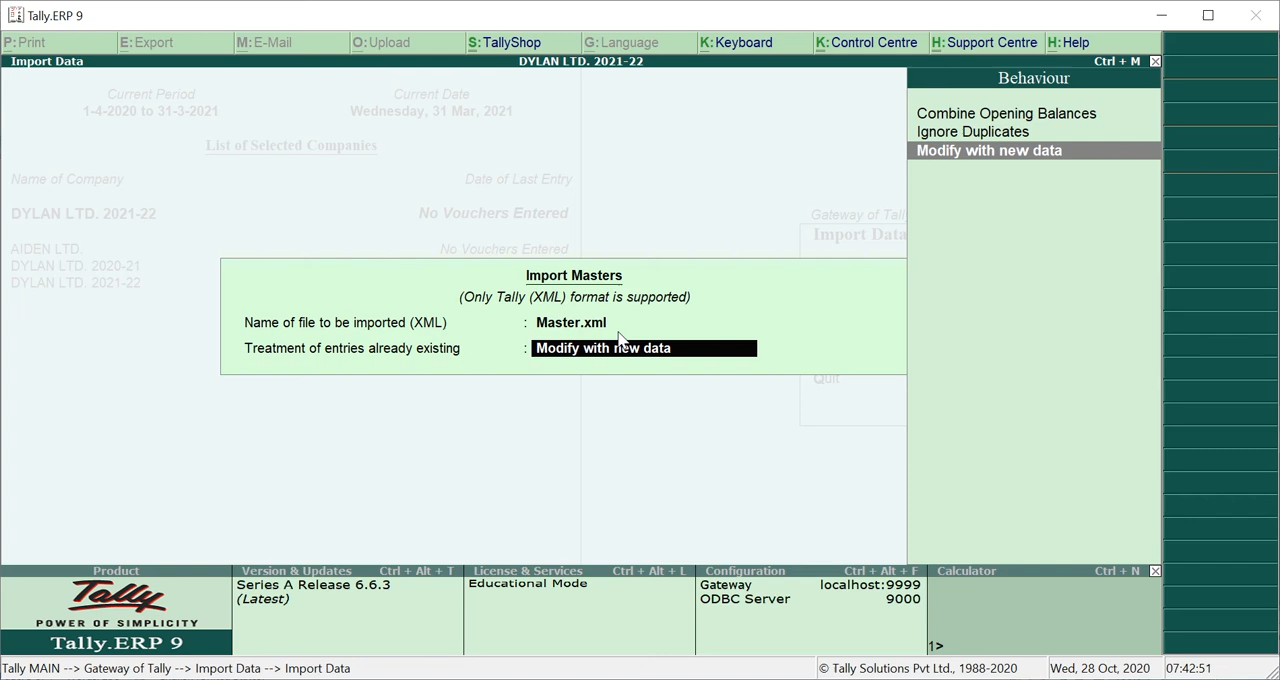 Tally.ERP 9
P: Print
E: Export
M: E-Mail
O: Upload
S: TallyShop
G: Language
K: Keyboard
K: Control Centre
H: Support Centre
H: Help
Import Data
DYLAN LTD. 2021-22
Ctrl + M
Current Period
1-4-2020 to 31-3-2021
Current Date
Wednesday, 31 Mar, 2021
List of Selected Companies
Name of Company
Date of Last Entry
DYLAN LTD. 2021-22
No Vouchers Entered
AIDEN LTD.
No Vouchers Entered
DYLAN LTD. 2020-21
DYLAN LTD. 2021-22
Gateway of Tally
Import Data
Quit
Import Masters
(Only Tally (XML) format is supported)
Name of file to be imported (XML) : Master.xml
Treatment of entries already existing : Modify with new data
Behaviour
Combine Opening Balances
Ignore Duplicates
Modify with new data
Product
Tally
POWER OF SIMPLICITY
Tally.ERP 9
Version & Updates Ctrl + Alt + T
Series A Release 6.6.3
(Latest)
License & Services Ctrl + Alt + L
Educational Mode
Configuration Ctrl + Alt + F
Gateway localhost:9999
ODBC Server 9000
Calculator Ctrl + N
1>
Tally MAIN --> Gateway of Tally --> Import Data --> Import Data
© Tally Solutions Pvt Ltd., 1988-2020
Wed, 28 Oct, 2020
07:42:51